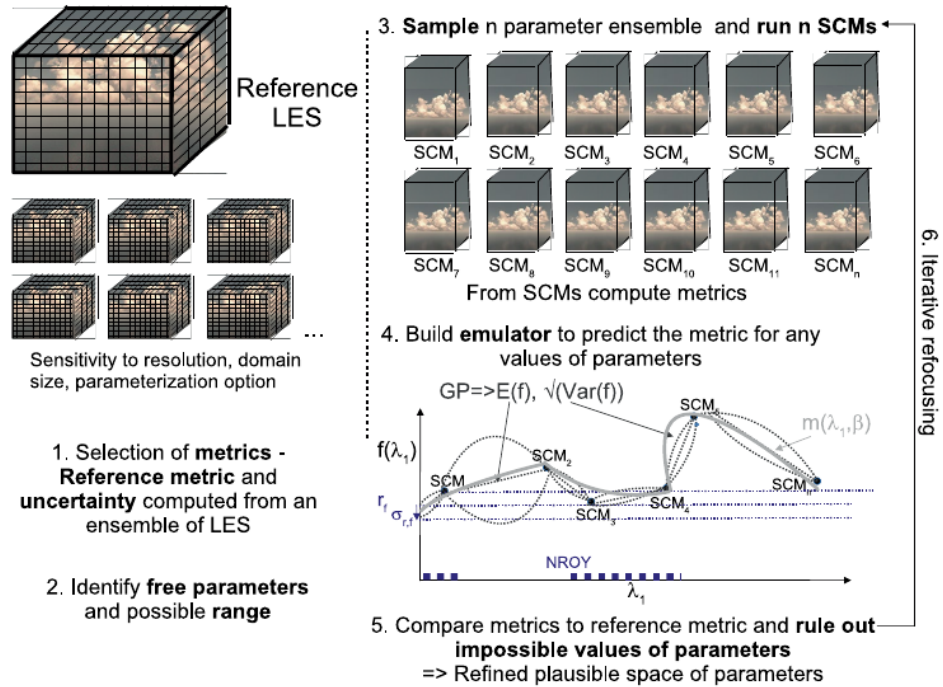 Reference
LES
Sensitivity to resolution, domain
size, parameterization option
...
1. Selection of metrics -
Reference metric and
uncertainty computed from an
ensemble of LES
2. Identify free parameters
and possible range
3. Sample n parameter ensemble and run n SCMs
SCM₁ SCM₂ SCM₃ SCM₄ SCM₅ SCM₆
SCM₇ SCM₈ SCM₉ SCM₁₀ SCM₁₁ SCMₙ
From SCMs compute metrics
4. Build emulator to predict the metric for any
values of parameters
GP=>E(f), √(Var(f))
f(λ₁)
SCM
SCM₂
SCM₃
SCM₄
SCM
SCM
m(λ₁,β)
r_f
σ_r,f
NROY
λ₁
5. Compare metrics to reference metric and rule out
impossible values of parameters
=> Refined plausible space of parameters
6. Iterative refocusing